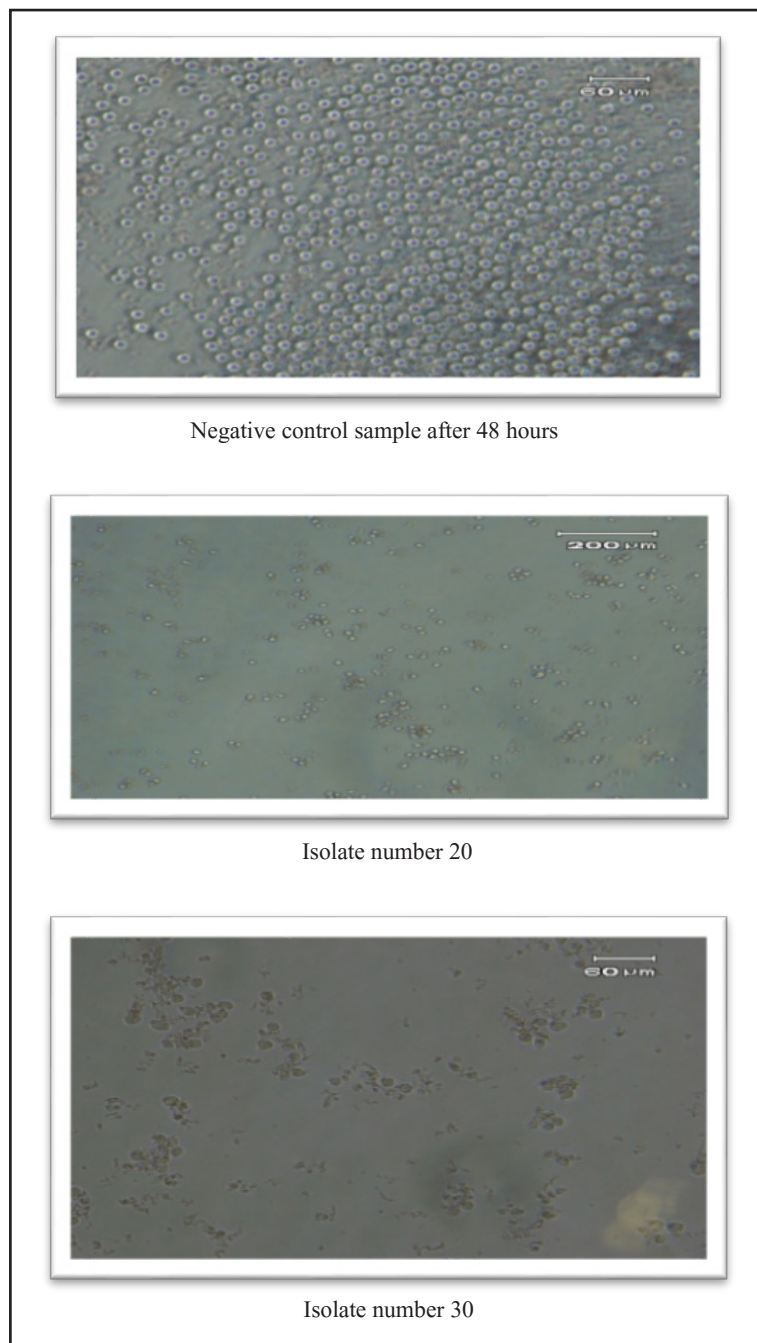 60 µm
Negative control sample after 48 hours
200 µm
Isolate number 20
60 µm
Isolate number 30